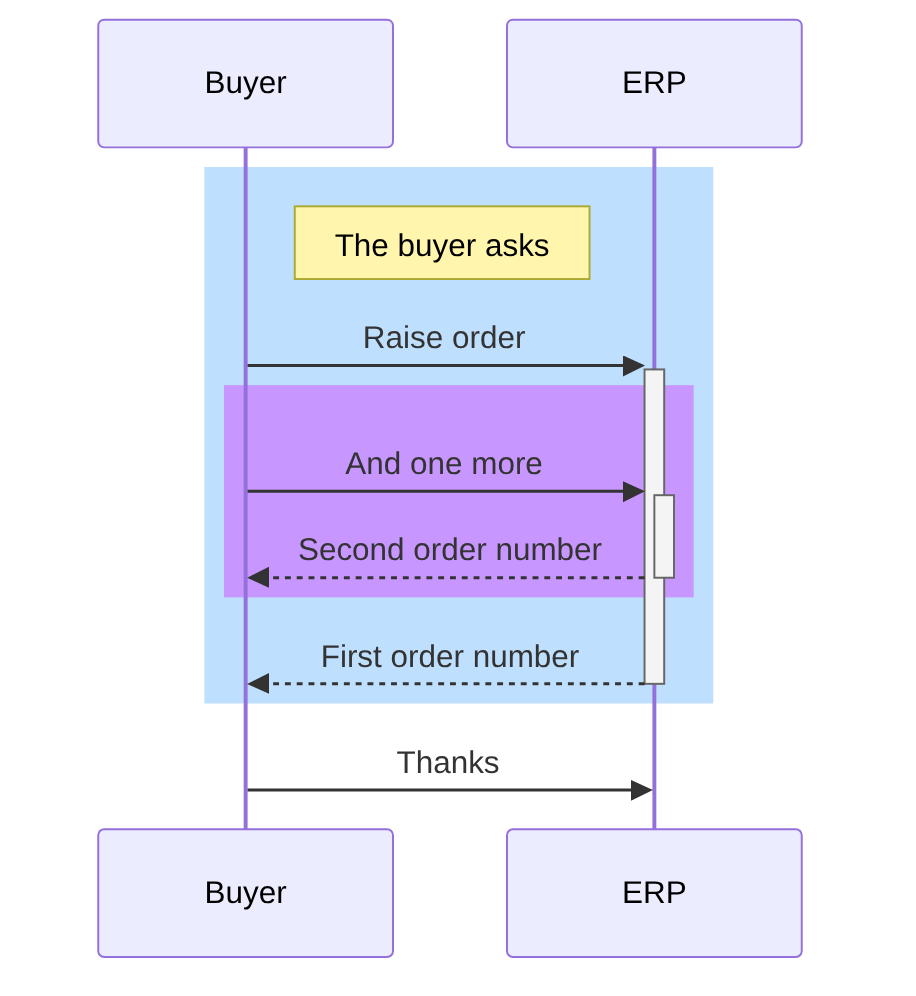 Buyer
ERP
The buyer asks
Raise order
And one more
Second order number
First order number
Thanks
Buyer
ERP